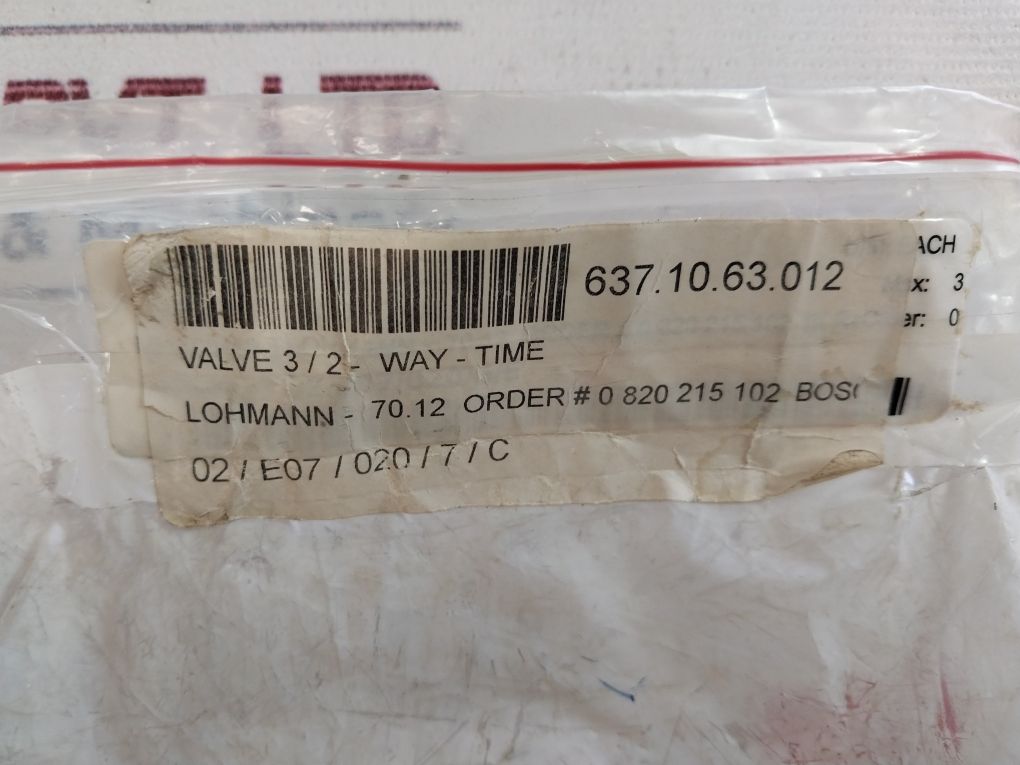 637.10.63.012
ACH
x: 3
er: 0
VALVE 3 / 2 - WAY - TIME
LOHMANN - 70.12 ORDER # 0 820 215 102 BOS
02 / E07 / 020 / 7 / C